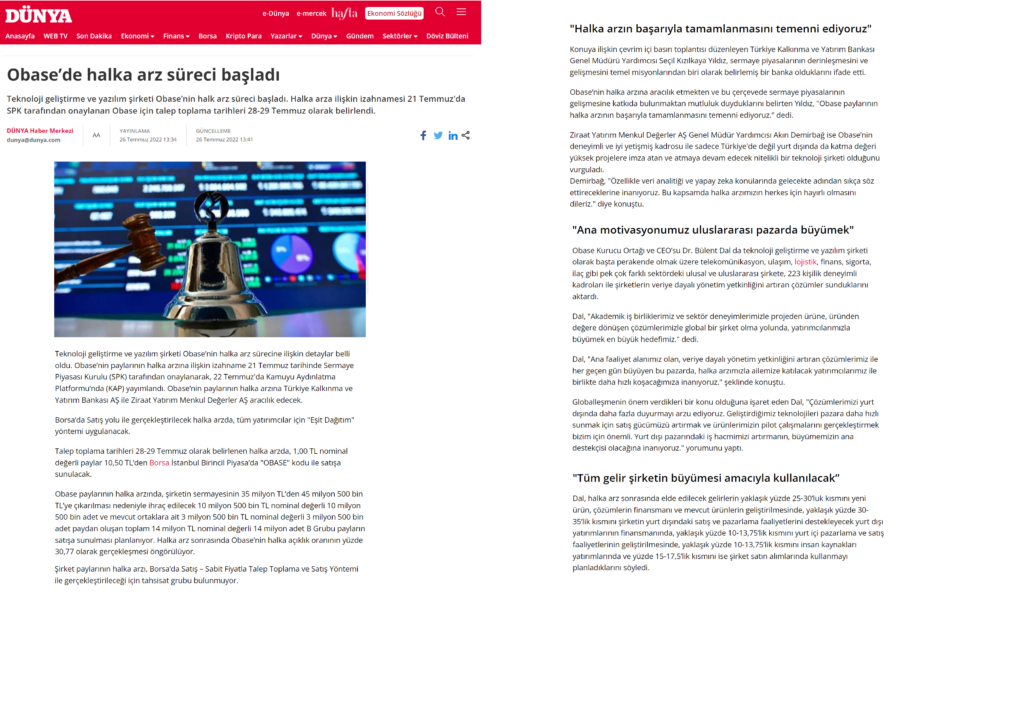 DÜNYA
e-Dünya e-mercek hafta Ekonomi Sözlüğü
Anasayfa WEB TV Son Dakika Ekonomi Finans Borsa Kripto Para Yazarlar Dünya Gündem Sektörler Döviz Bülteni
Obase’de halka arz süreci başladı
Teknoloji geliştirme ve yazılım şirketi Obase’nin halk arz süreci başladı. Halka arza ilişkin izahnamesi 21 Temmuz’da
SPK tarafından onaylanan Obase için talep toplama tarihleri 28-29 Temmuz olarak belirlendi.
DÜNYA Haber Merkezi
dunya@dunya.com
AA
YAYINLAMA
26 Temmuz 2022 13:34
GÜNCELLEME
26 Temmuz 2022 13:41
Teknoloji geliştirme ve yazılım şirketi Obase’nin halka arz sürecine ilişkin detaylar belli
oldu. Obase’nin paylarının halka arzına ilişkin izahname 21 Temmuz tarihinde Sermaye
Piyasası Kurulu (SPK) tarafından onaylanarak, 22 Temmuz’da Kamuyu Aydınlatma
Platformu’nda (KAP) yayımlandı. Obase’nin paylarının halka arzına Türkiye Kalkınma ve
Yatırım Bankası AŞ ile Ziraat Yatırım Menkul Değerler AŞ aracılık edecek.
Borsa’da Satış yolu ile gerçekleştirilecek halka arzda, tüm yatırımcılar için "Eşit Dağıtım"
yöntemi uygulanacak.
Talep toplama tarihleri 28-29 Temmuz olarak belirlenen halka arzda, 1,00 TL nominal
değerli paylar 10,50 TL’den Borsa İstanbul Birincil Piyasa’da “OBASE” kodu ile satışa
sunulacak.
Obase paylarının halka arzında, şirketin sermayesinin 35 milyon TL’den 45 milyon 500 bin
TL’ye çıkarılması nedeniyle ihraç edilecek 10 milyon 500 bin TL nominal değerli 10 milyon
500 bin adet ve mevcut ortaklara ait 3 milyon 500 bin TL nominal değerli 3 milyon 500 bin
adet paydan oluşan toplam 14 milyon TL nominal değerli 14 milyon adet B Grubu payların
satışa sunulması planlanıyor. Halka arz sonrasında Obase’nin halka açıklık oranının yüzde
30,77 olarak gerçekleşmesi öngörülüyor.
Şirket paylarının halka arzı, Borsa’da Satış – Sabit Fiyatla Talep Toplama ve Satış Yöntemi
ile gerçekleştirileceği için tahsisat grubu bulunmuyor.
"Halka arzın başarıyla tamamlanmasını temenni ediyoruz"
Konuya ilişkin çevrim içi basın toplantısı düzenleyen Türkiye Kalkınma ve Yatırım Bankası
Genel Müdürü Yardımcısı Seçil Kızılkaya Yıldız, sermaye piyasalarının derinleşmesini ve
gelişmesini temel misyonlarından biri olarak belirlemiş bir banka olduklarını ifade etti.
Obase’nin halka arzına aracılık etmekten ve bu çerçevede sermaye piyasalarının
gelişmesine katkıda bulunmaktan mutluluk duyduklarını belirten Yıldız, "Obase paylarının
halka arzının başarıyla tamamlanmasını temenni ediyoruz." dedi.
Ziraat Yatırım Menkul Değerler AŞ Genel Müdür Yardımcısı Akın Demirbağ ise Obase’nin
deneyimli ve iyi yetişmiş kadrosu ile sadece Türkiye’de değil yurt dışında da katma değeri
yüksek projelere imza atan ve atmaya devam edecek nitelikli bir teknoloji şirketi olduğunu
vurguladı.
Demirbağ, "Özellikle veri analitiği ve yapay zeka konularında gelecekte adından sıkça söz
ettireceklerine inanıyoruz. Bu kapsamda halka arzımızın herkes için hayırlı olmasını
dileriz." diye konuştu.
"Ana motivasyonumuz uluslararası pazarda büyümek"
Obase Kurucu Ortağı ve CEO’su Dr. Bülent Dal da teknoloji geliştirme ve yazılım şirketi
olarak başta perakende olmak üzere telekomünikasyon, ulaşım, lojistik, finans, sigorta,
ilaç gibi pek çok farklı sektördeki ulusal ve uluslararası şirkete, 223 kişilik deneyimli
kadroları ile şirketlerin veriye dayalı yönetim yetkinliğini artıran çözümler sunduklarını
aktardı.
Dal, "Akademik iş birliklerimiz ve sektör deneyimlerimizle projeden ürüne, üründen
değere dönüşen çözümlerimizle global bir şirket olma yolunda, yatırımcılarımızla
büyümek en büyük hedefimiz." dedi.
Dal, "Ana faaliyet alanımız olan, veriye dayalı yönetim yetkinliğini artıran çözümlerimiz ile
her geçen gün büyüyen bu pazarda, halka arzımızla ailemize katılacak yatırımcılarımız ile
birlikte daha hızlı koşacağımıza inanıyoruz." şeklinde konuştu.
Globalleşmenin önem verdikleri bir konu olduğuna işaret eden Dal, "Çözümlerimizi yurt
dışında daha fazla duyurmayı arzu ediyoruz. Geliştirdiğimiz teknolojileri pazara daha hızlı
sunmak için satış gücümüzü artırmak ve ürünlerimizin pilot çalışmalarını gerçekleştirmek
bizim için önemli. Yurt dışı pazarındaki iş hacmimizi artırmanın, büyümemizin ana
destekçisi olacağına inanıyoruz." yorumunu yaptı.
"Tüm gelir şirketin büyümesi amacıyla kullanılacak”
Dal, halka arz sonrasında elde edilecek gelirlerin yaklaşık yüzde 25-30’luk kısmını yeni
ürün, çözümlerin finansmanı ve mevcut ürünlerin geliştirilmesinde, yaklaşık yüzde 30-
35’lik kısmını şirketin yurt dışındaki satış ve pazarlama faaliyetlerini destekleyecek yurt dışı
yatırımlarının finansmanında, yaklaşık yüzde 10-13,75’lik kısmını yurt içi pazarlama ve satış
faaliyetlerinin geliştirilmesinde, yaklaşık yüzde 10-13,75’lik kısmını insan kaynakları
yatırımlarında ve yüzde 15-17,5’lik kısmını ise şirket satın alımlarında kullanmayı
planladıklarını söyledi.